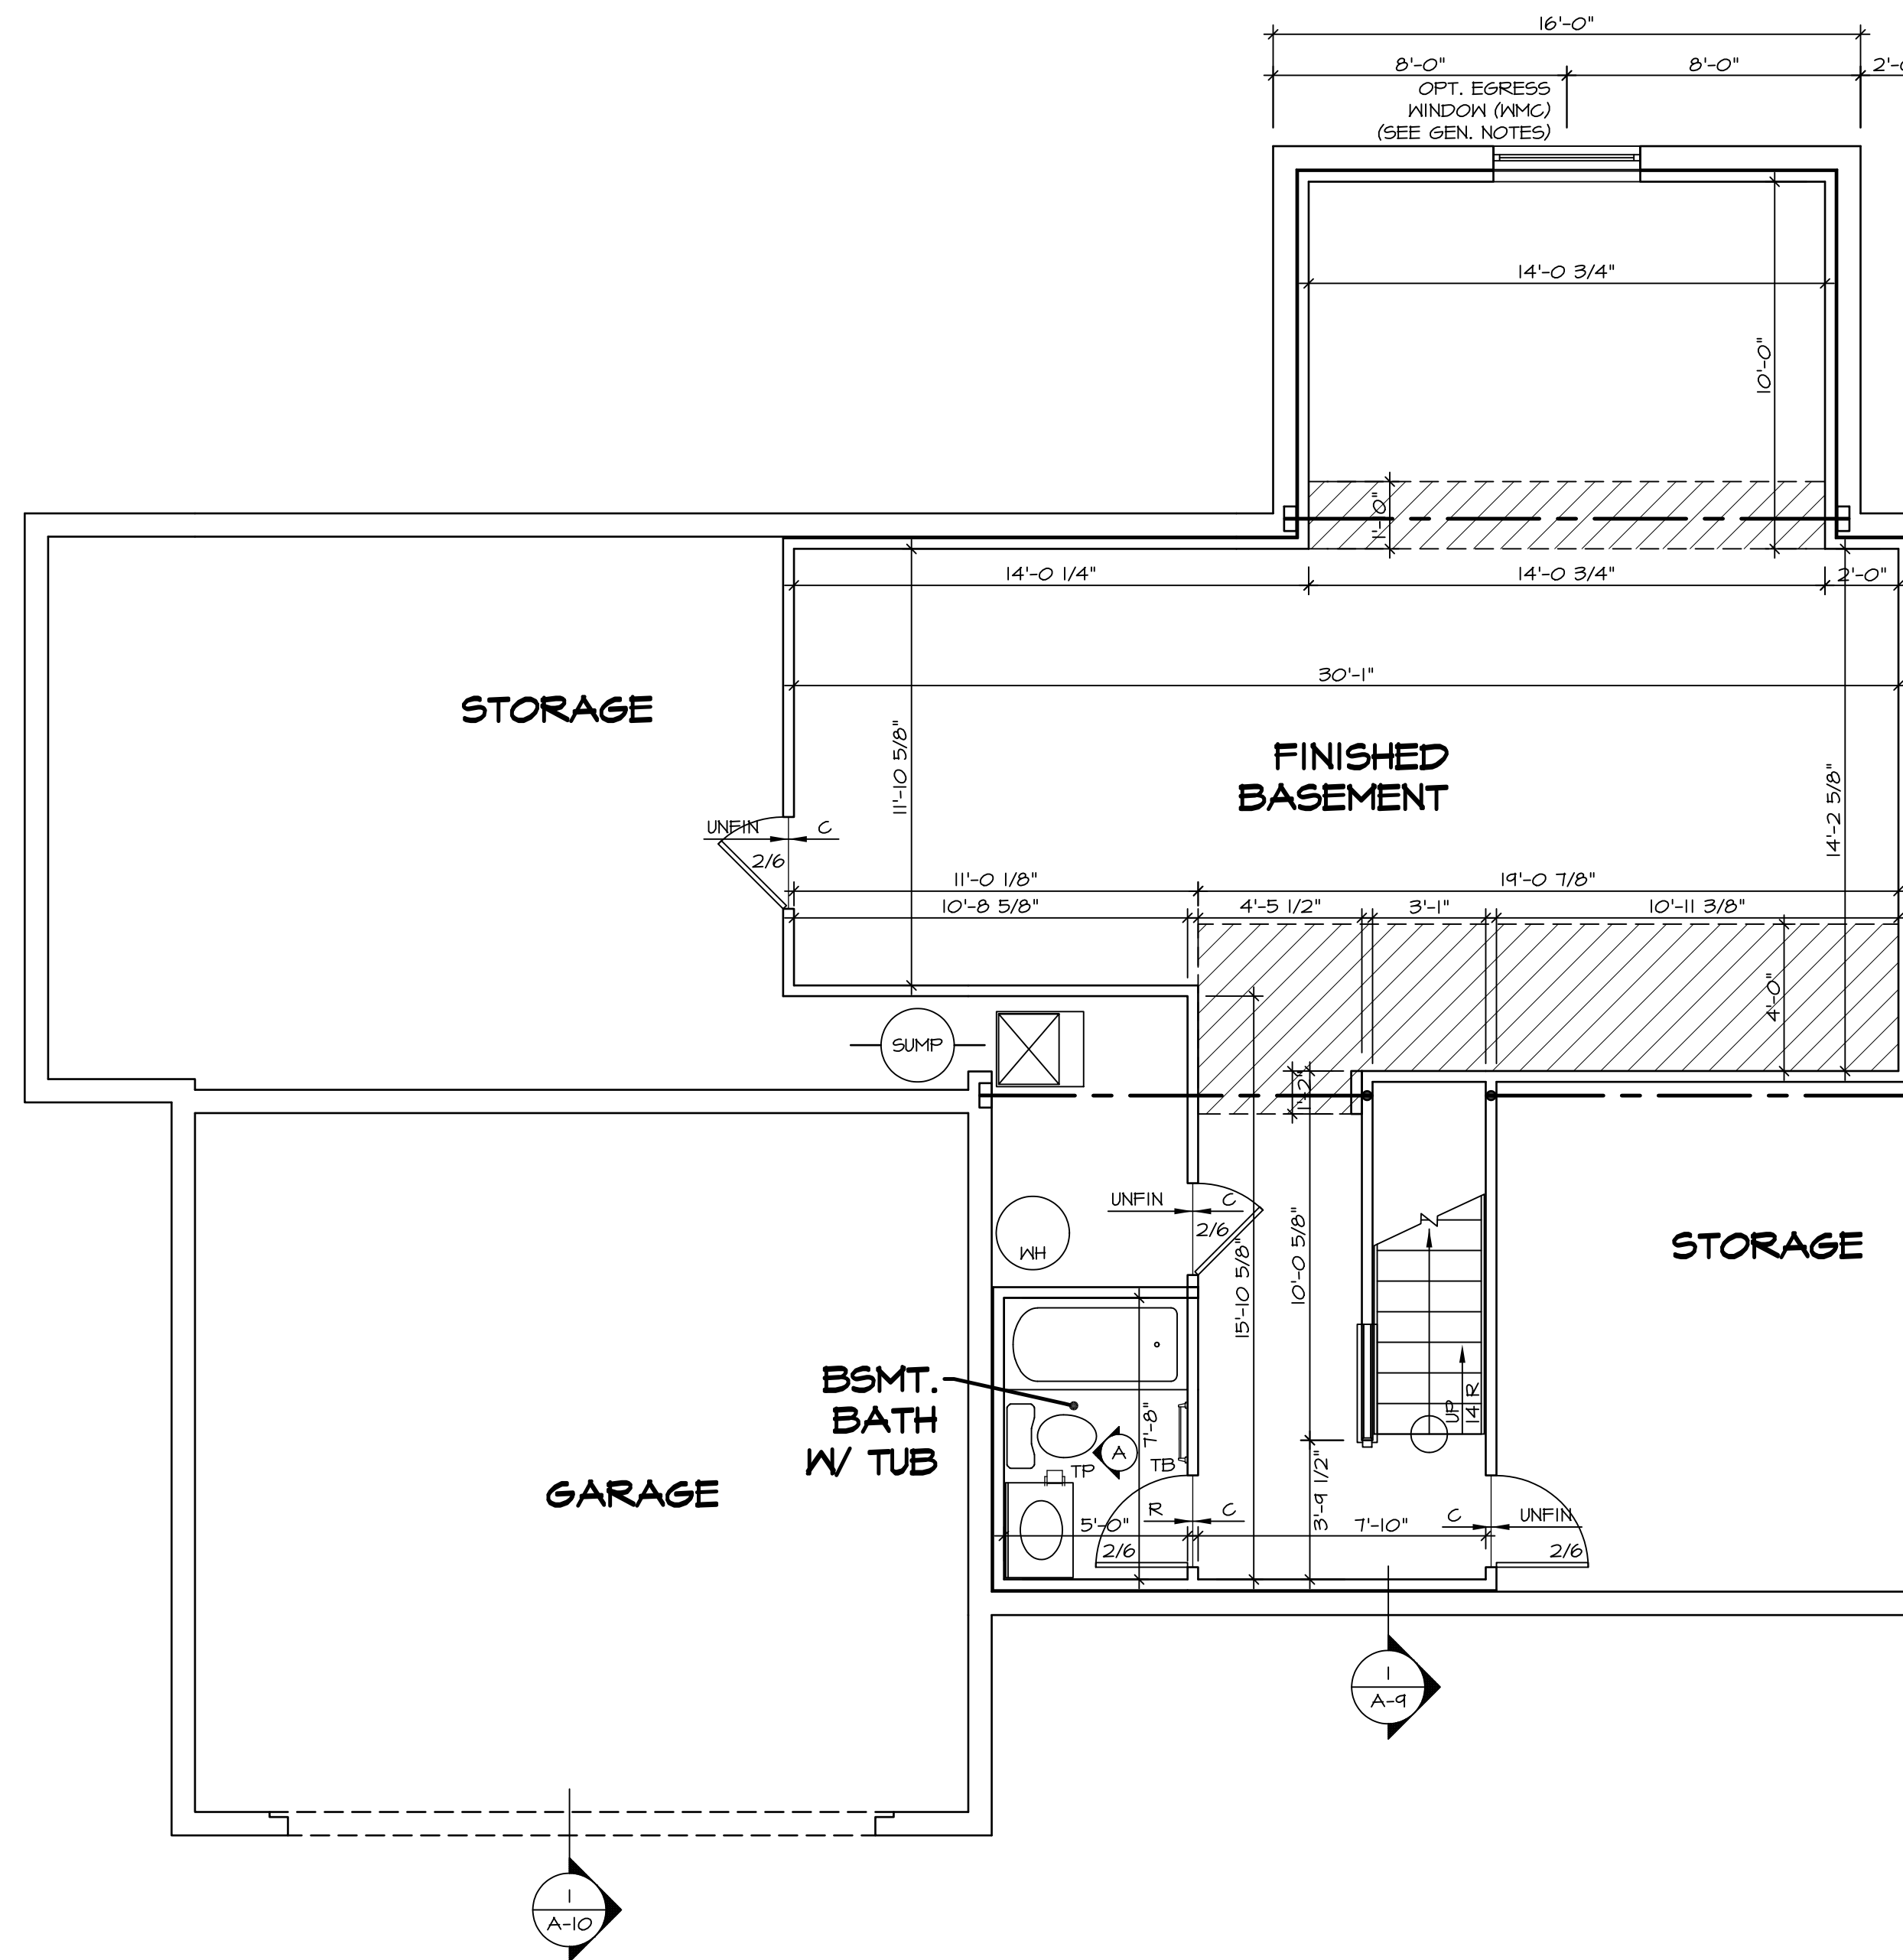 16'-0"
8'-0"
8'-0"
OPT. EGRESS
WINDOW (WMC)
(SEE GEN. NOTES)
14'-0 3/4"
10'-0"
1'-0"
14'-0 1/4"
14'-0 3/4"
2'-0"
30'-1"
STORAGE
FINISHED
BASEMENT
11'-10 5/8"
14'-2 5/8"
UNFIN
C
2/6
11'-0 1/8"
19'-0 7/8"
10'-8 5/8"
4'-5 1/2"
3'-1"
10'-11 3/8"
4'-0"
SUMP
1'-2"
UNFIN
C
2/6
WH
15'-10 5/8"
10'-0 5/8"
STORAGE
BSMT.
BATH
W/ TUB
7'-8"
A
TP
TB
UP
14 R
GARAGE
R
C
5'-0"
2/6
3'-9 1/2"
7'-10"
C
UNFIN
2/6
1
A-9
1
A-10